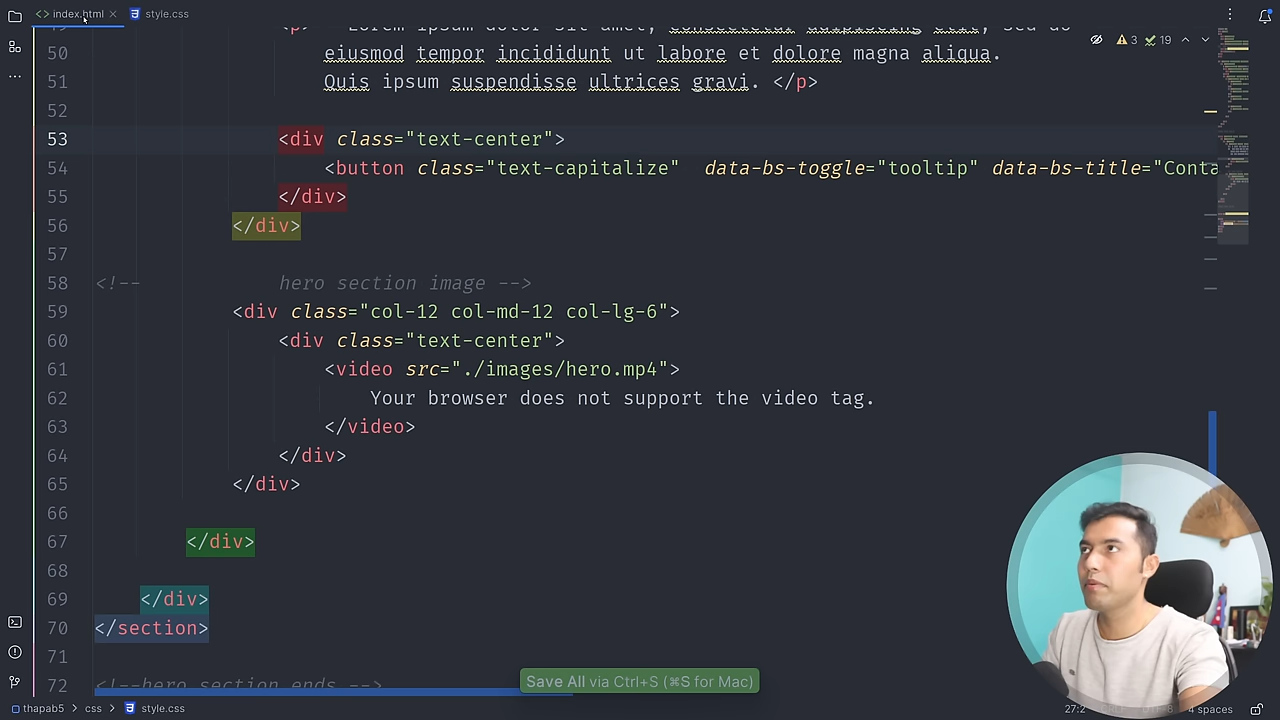 index.html
style.css
3
19
50 eiusmod tempor incididunt ut labore et dolore magna aliqa.
51 Quis ipsum suspendisse ultrices gravi. </p>
52
53 <div class="text-center">
54 <button class="text-capitalize" data-bs-toggle="tooltip" data-bs-title="Conta
55 </div>
56 </div>
57
58 <!-- hero section image -->
59 <div class="col-12 col-md-12 col-lg-6">
60 <div class="text-center">
61 <video src="./images/hero.mp4">
62 Your browser does not support the video tag.
63 </video>
64 </div>
65 </div>
66
67 </div>
68
69 </div>
70 </section>
71
72 <!--hero section ends -->
Save All via Ctrl+S (⌘S for Mac)
thapab5 > css > style.css
27:2
4 spaces